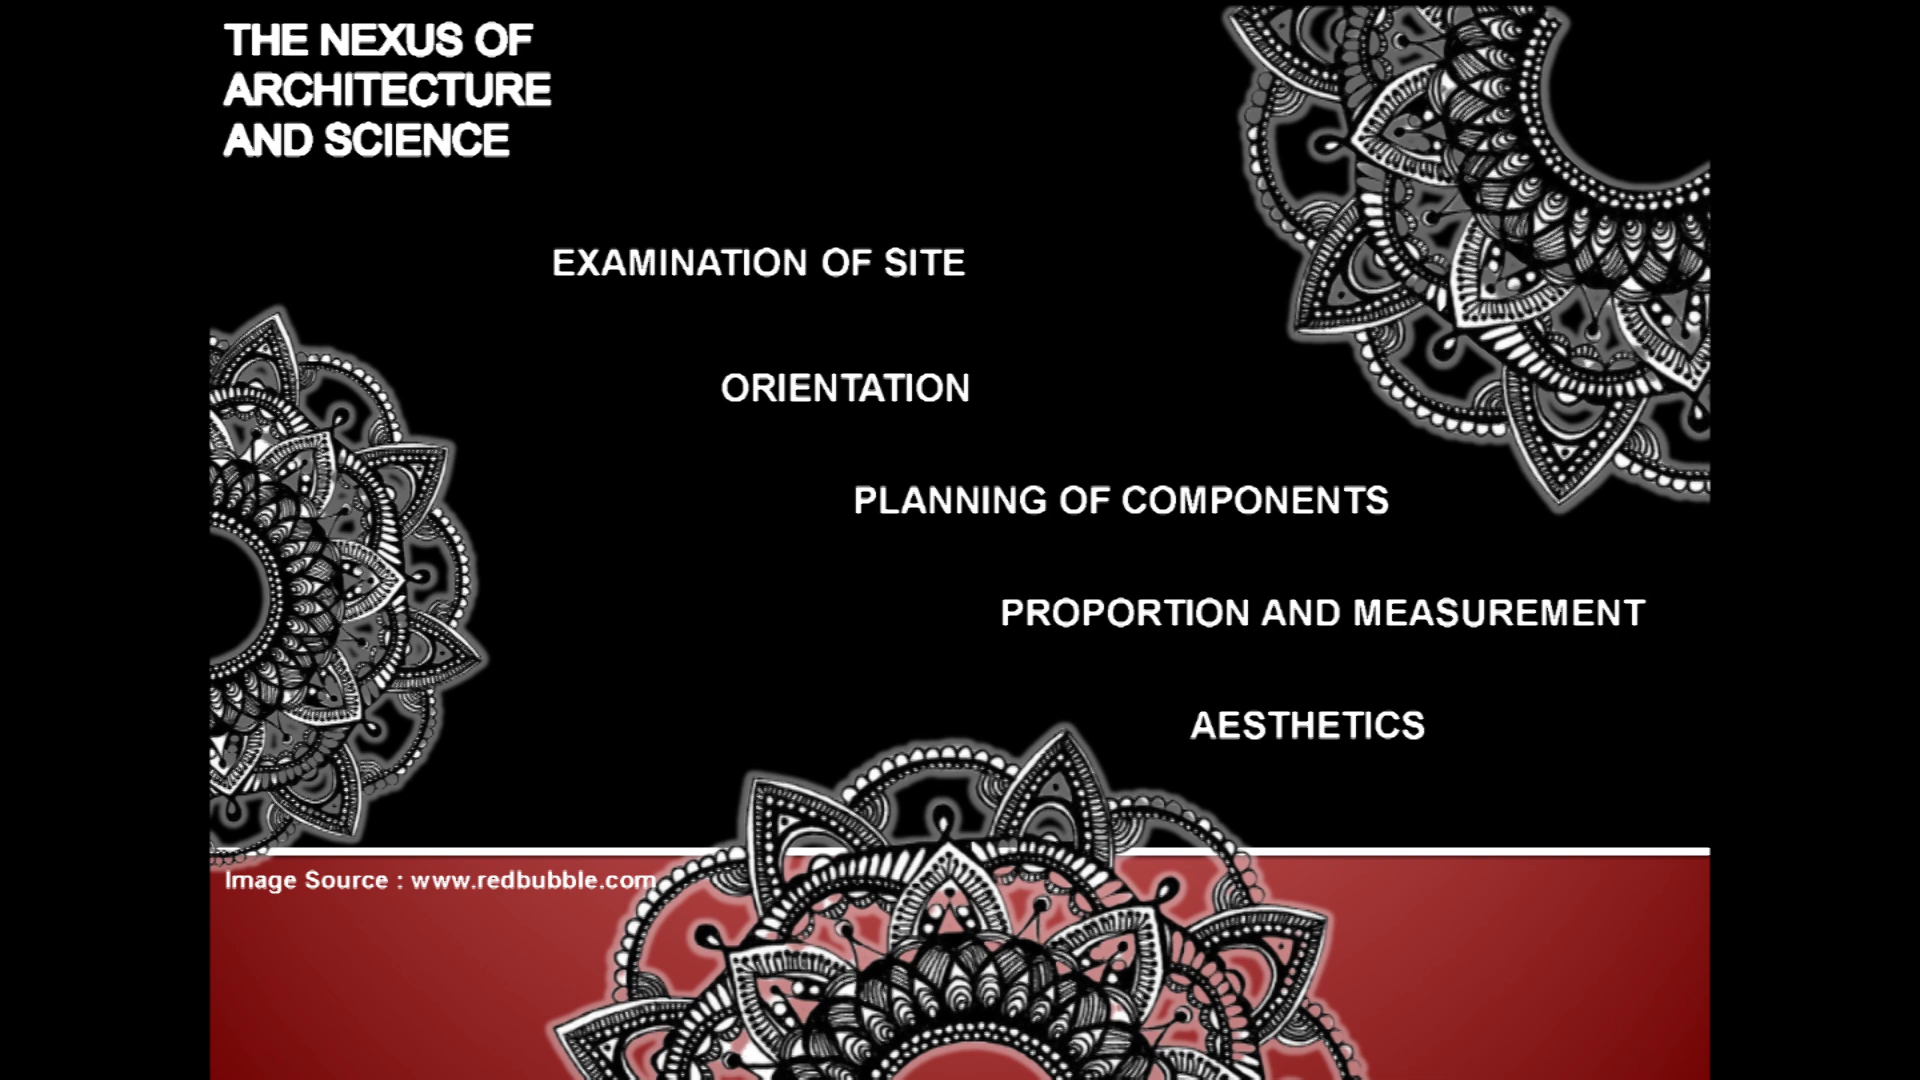 THE NEXUS OF
ARCHITECTURE
AND SCIENCE
EXAMINATION OF SITE
ORIENTATION
PLANNING OF COMPONENTS
PROPORTION AND MEASUREMENT
AESTHETICS
Image Source : www.redbubble.com